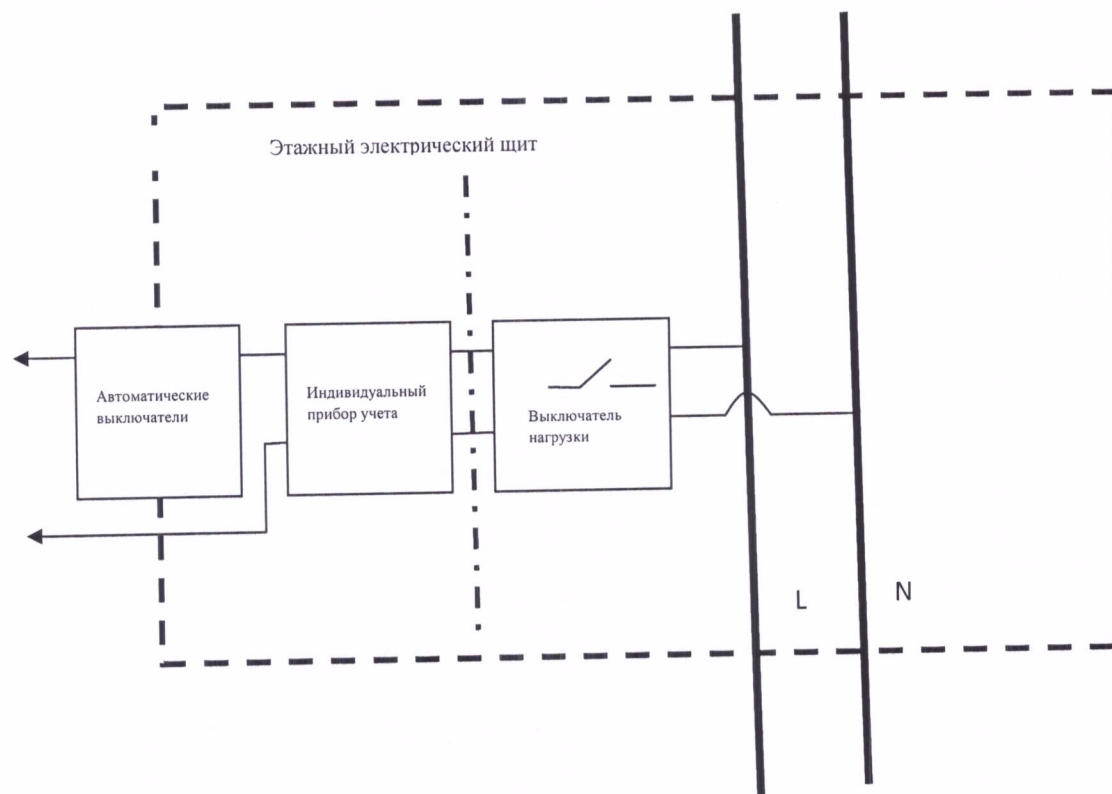 Этажный электрический щит
Автоматические
выключатели
Индивидуальный
прибор учета
Выключатель
нагрузки
L
N